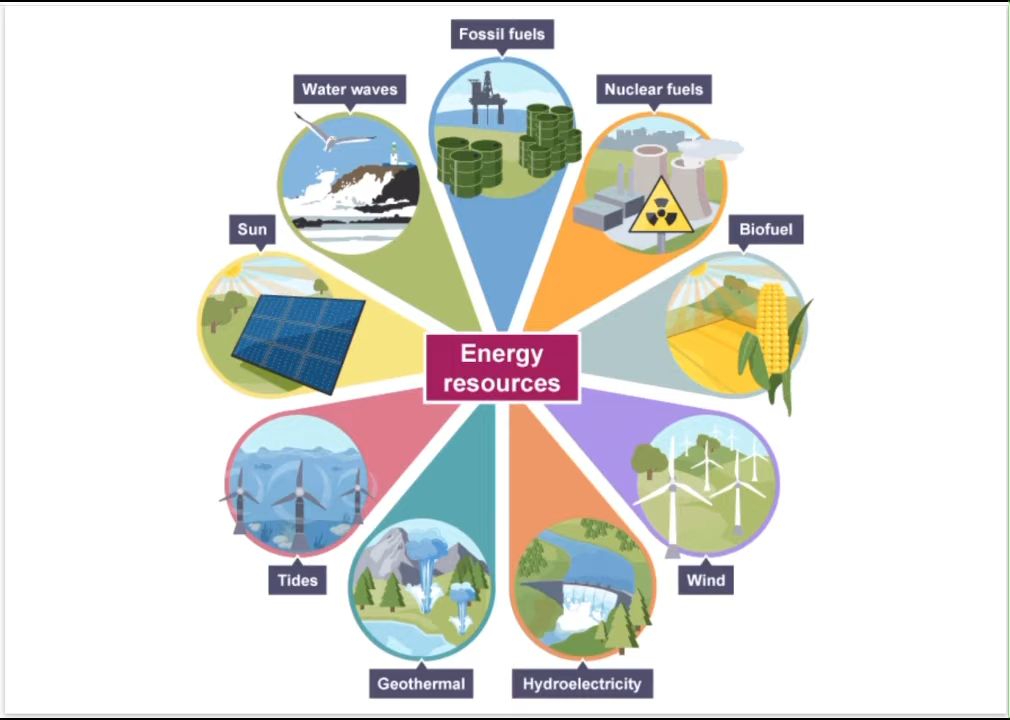 Fossil fuels
Water waves
Nuclear fuels
Sun
Biofuel
Energy
resources
Tides
Wind
Geothermal
Hydroelectricity